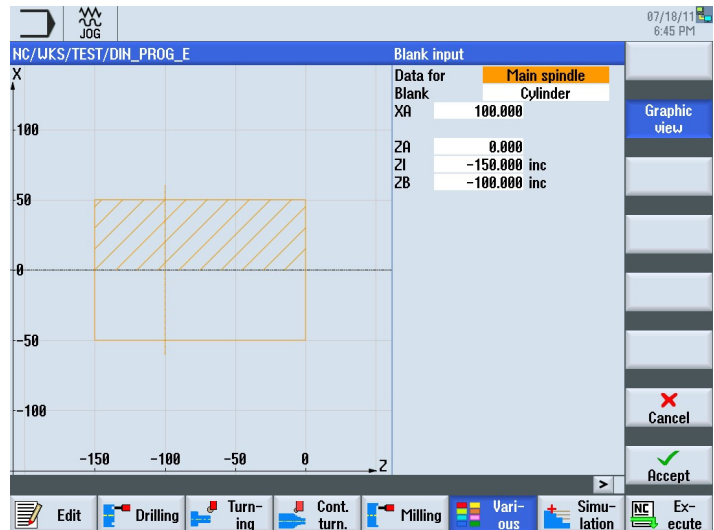 JOG
07/18/11
6:45 PM
NC/WKS/TEST/DIN_PROG_E
Blank input
X
100
50
0
-50
-100
-150 -100 -50 0 Z
Data for Main spindle
Blank Cylinder
XA 100.000
ZA 0.000
ZI -150.000 inc
ZB -100.000 inc
Graphic
view
Cancel
Accept
>
Edit
Drilling
Turn-
ing
Cont.
turn.
Milling
Vari-
ous
Simu-
lation
NC
Ex-
ecute